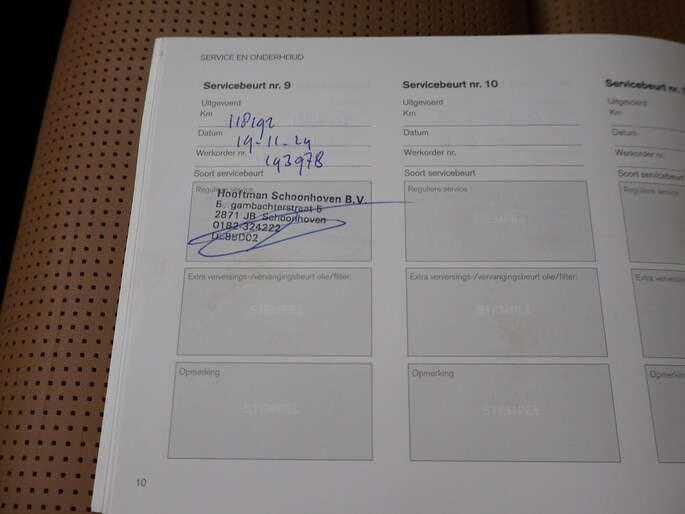 SERVICE EN ONDERHOUD
Servicebeurt nr. 9
Uitgevoerd
Km 118192
Datum 19-11-24
Werkorder nr. 193978
Soort servicebeurt
Reguliere service
Hooftman Schoonhoven B.V.
2871 JB Schoonhoven
0182-324222
Extra verversings-/vervangingsbeurt olie/filter:
STEMPEL
Opmerking
STEMPEL
Servicebeurt nr. 10
Uitgevoerd
Km
Datum
Werkorder nr.
Soort servicebeurt
Reguliere service
Extra verversings-/vervangingsbeurt olie/filter:
STEMPEL
Opmerking
STEMPEL
Servicebeurt nr.
Uitgevoerd
Km
Datum
Werkorder nr.
Soort servicebeurt
Reguliere service
10